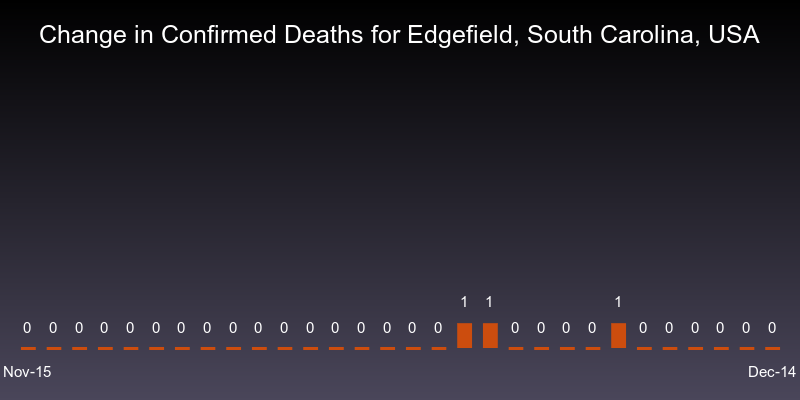 Change in Confirmed Deaths for Edgefield, South Carolina, USA
1 1 1
0 0 0 0 0 0 0 0 0 0 0 0 0 0 0 0 0 0 0 0 0 0 0 0 0 0 0
Nov-15 Dec-14